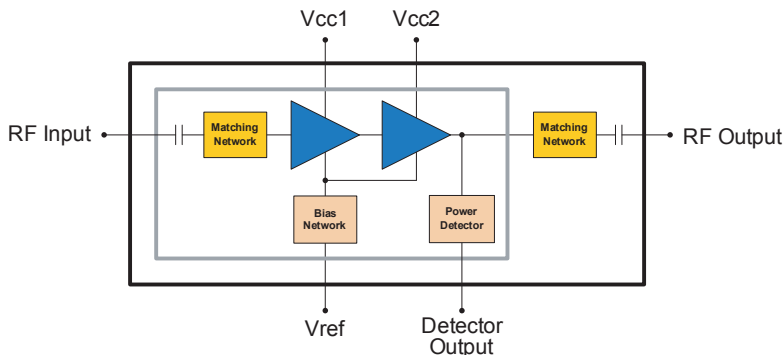 Vcc1
Vcc2
RF Input
Matching
Network
Matching
Network
RF Output
Bias
Network
Power
Detector
Vref
Detector
Output